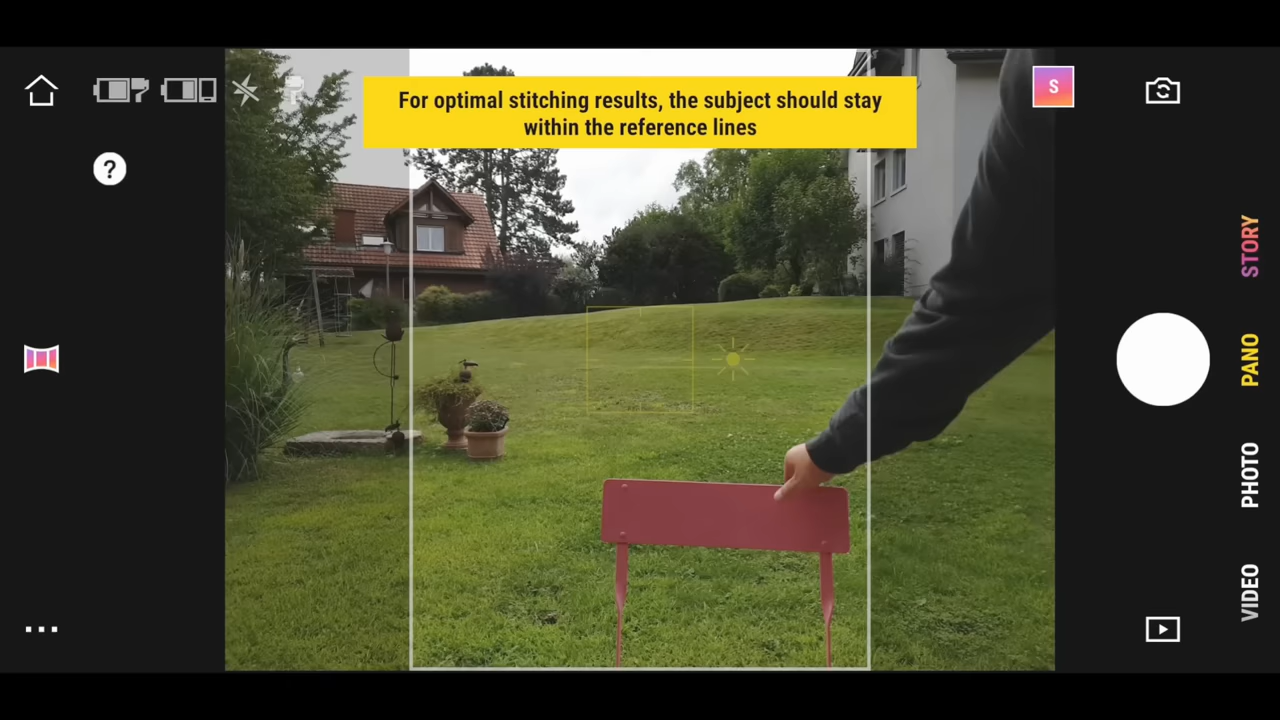 For optimal stitching results, the subject should stay
within the reference lines
S
?
STORY
PANO
PHOTO
VIDEO